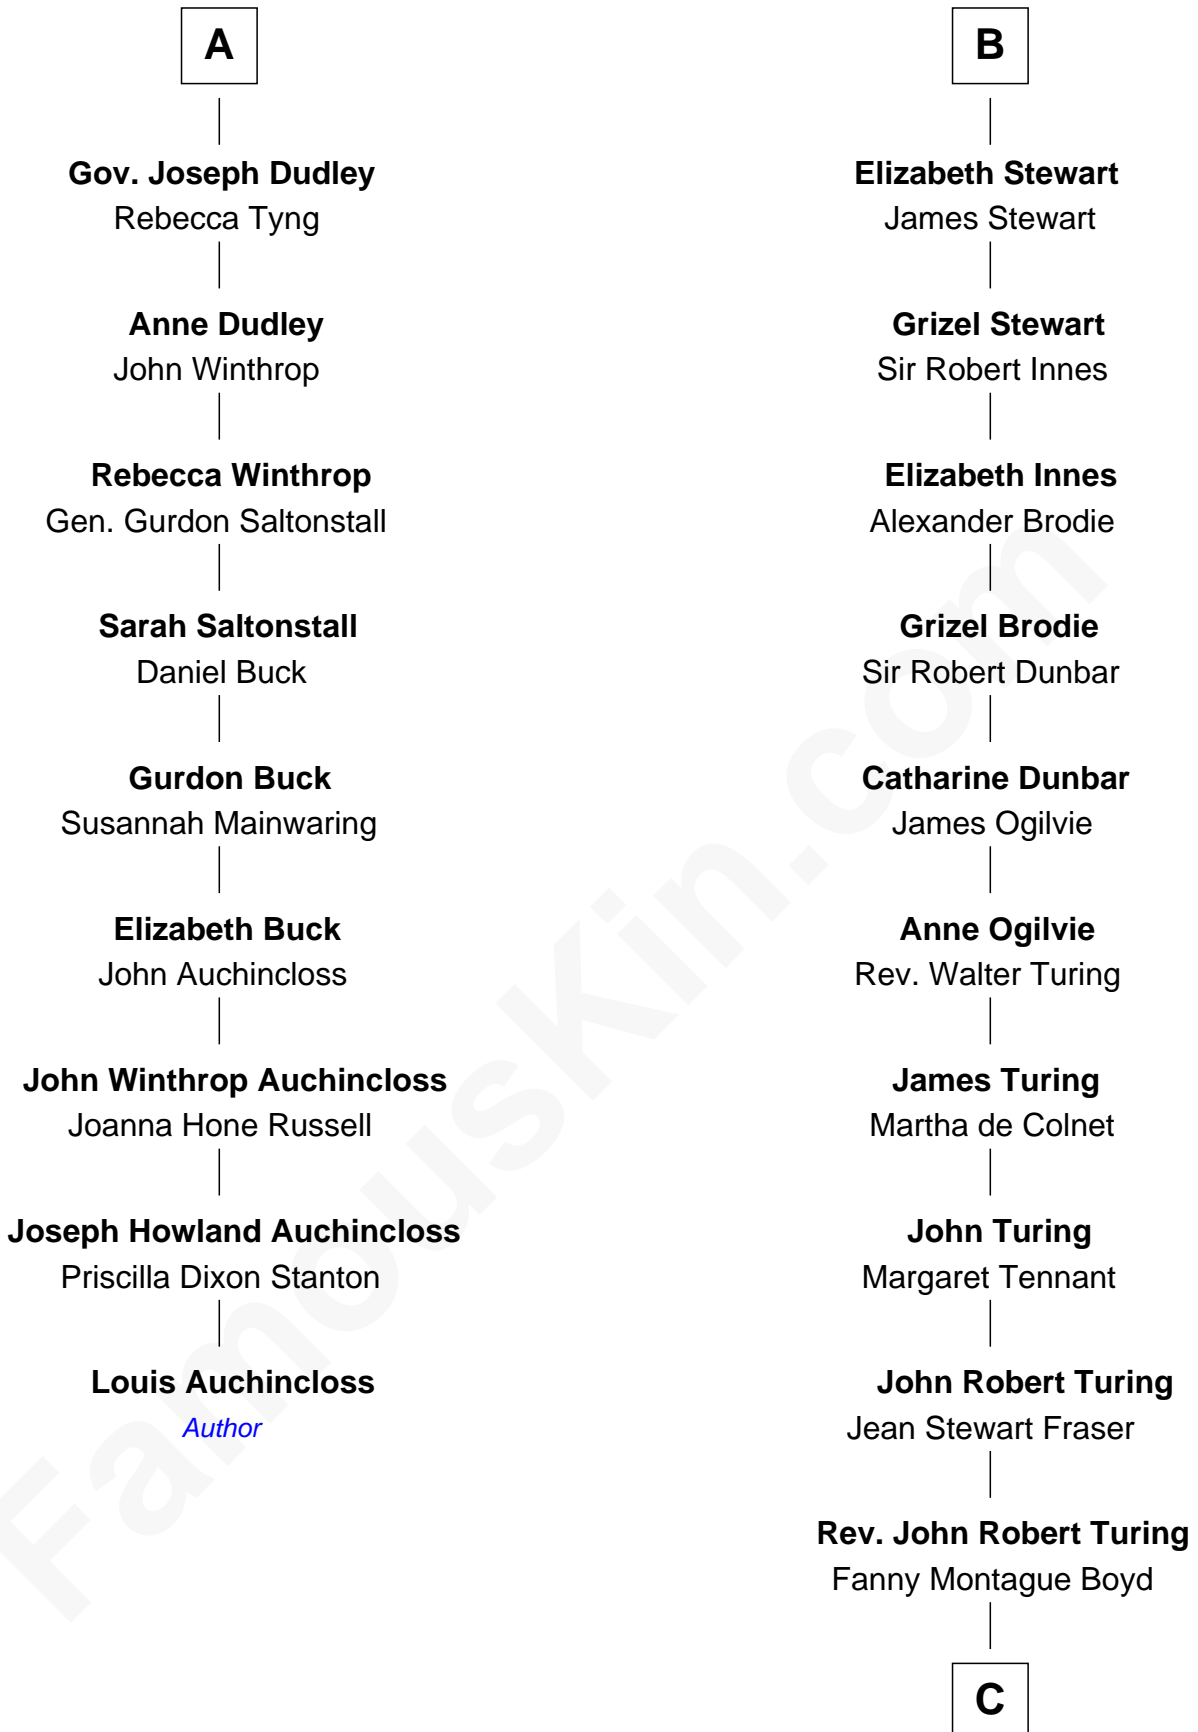 A
Gov. Joseph Dudley
Rebecca Tyng
Anne Dudley
John Winthrop
Rebecca Winthrop
Gen. Gurdon Saltonstall
Sarah Saltonstall
Daniel Buck
Gurdon Buck
Susannah Mainwaring
Elizabeth Buck
John Auchincloss
John Winthrop Auchincloss
Joanna Hone Russell
Joseph Howland Auchincloss
Priscilla Dixon Stanton
Louis Auchincloss
Author
B
Elizabeth Stewart
James Stewart
Grizel Stewart
Sir Robert Innes
Elizabeth Innes
Alexander Brodie
Grizel Brodie
Sir Robert Dunbar
Catharine Dunbar
James Ogilvie
Anne Ogilvie
Rev. Walter Turing
James Turing
Martha de Colnet
John Turing
Margaret Tennant
John Robert Turing
Jean Stewart Fraser
Rev. John Robert Turing
Fanny Montague Boyd
C
FamousKin.com